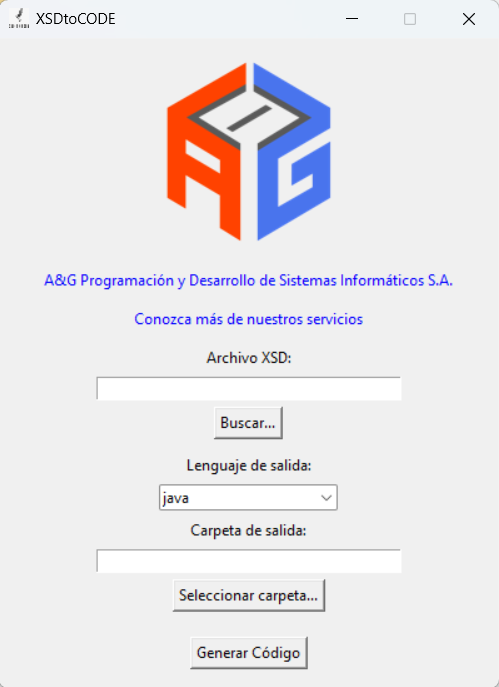 XSDtoCODE
A&G
A&G Programación y Desarrollo de Sistemas Informáticos S.A.
Conozca más de nuestros servicios
Archivo XSD:
Buscar...
Lenguaje de salida:
java
Carpeta de salida:
Seleccionar carpeta...
Generar Código